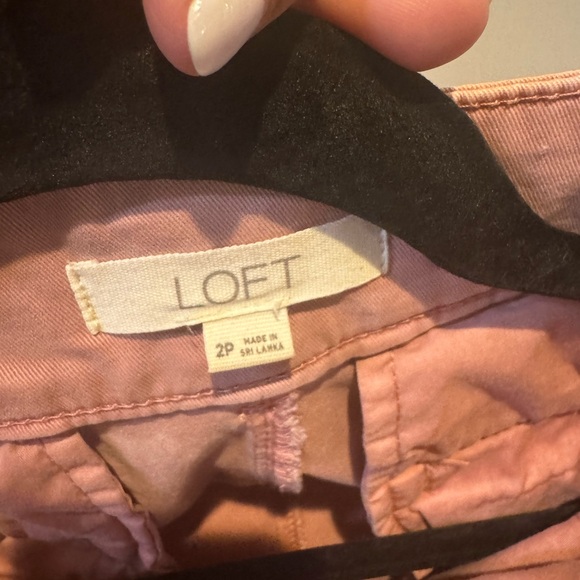 LOFT
2P
MADE IN
SRI LANKA